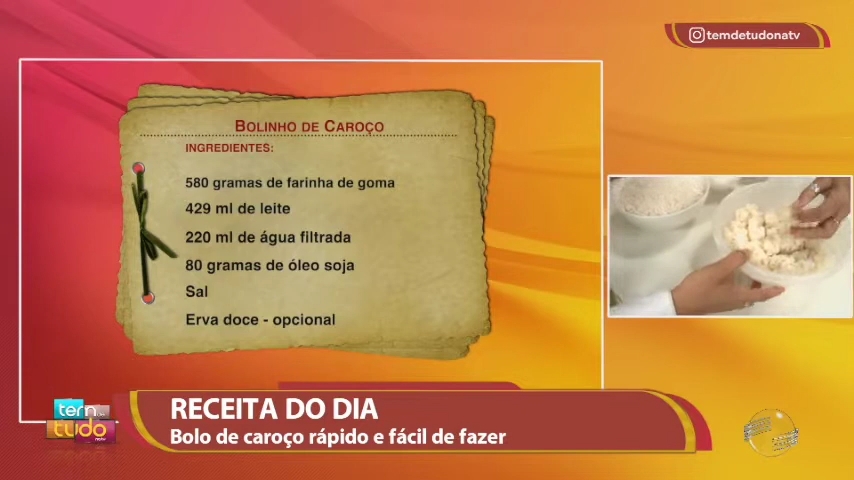 temdetudonatv
BOLINHO DE CAROÇO
INGREDIENTES:
580 gramas de farinha de goma
429 ml de leite
220 ml de água filtrada
80 gramas de óleo soja
Sal
Erva doce - opcional
RECEITA DO DIA
Bolo de caroço rápido e fácil de fazer
tem de
tudo